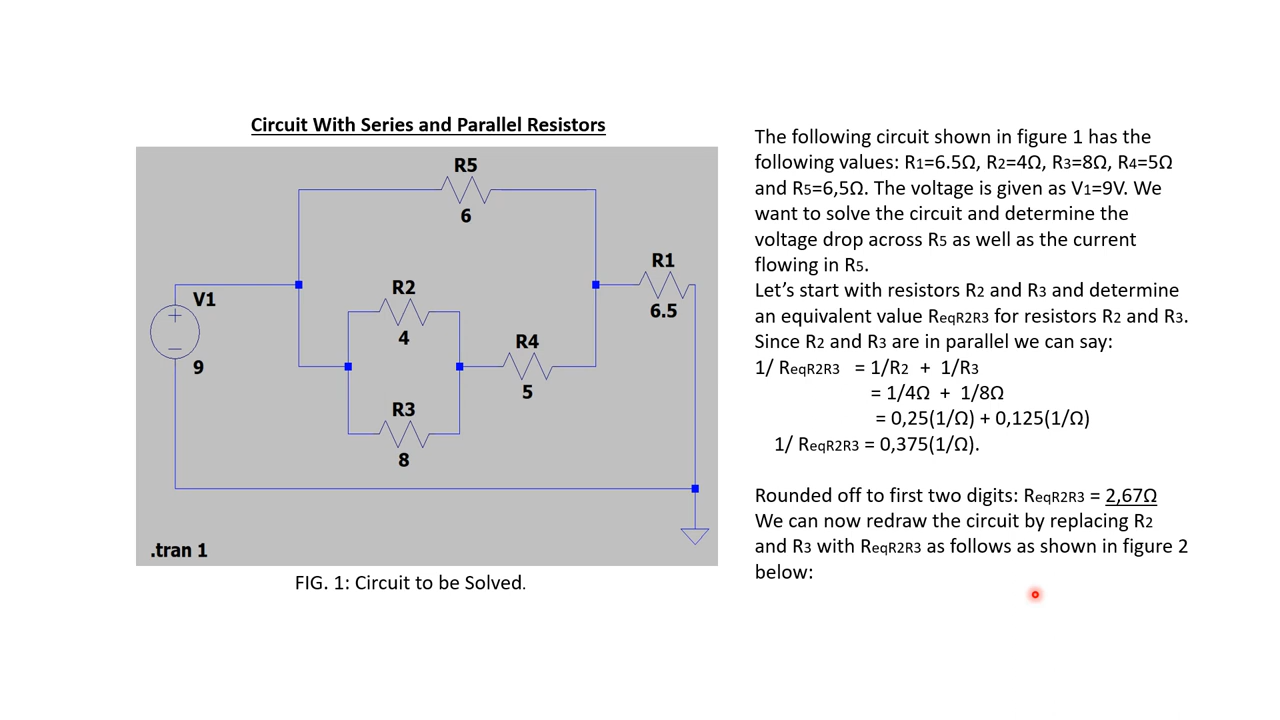 Circuit With Series and Parallel Resistors
R5
6
R1
6.5
V1
9
R2
4
R4
5
R3
8
.tran 1
FIG. 1: Circuit to be Solved.
The following circuit shown in figure 1 has the
following values: R1=6.5Ω, R2=4Ω, R3=8Ω, R4=5Ω
and R5=6,5Ω. The voltage is given as V1=9V. We
want to solve the circuit and determine the
voltage drop across R5 as well as the current
flowing in R5.
Let’s start with resistors R2 and R3 and determine
an equivalent value ReqR2R3 for resistors R2 and R3.
Since R2 and R3 are in parallel we can say:
1/ ReqR2R3 = 1/R2 + 1/R3
= 1/4Ω + 1/8Ω
= 0,25(1/Ω) + 0,125(1/Ω)
1/ ReqR2R3 = 0,375(1/Ω).
Rounded off to first two digits: ReqR2R3 = 2,67Ω
We can now redraw the circuit by replacing R2
and R3 with ReqR2R3 as follows as shown in figure 2
below: